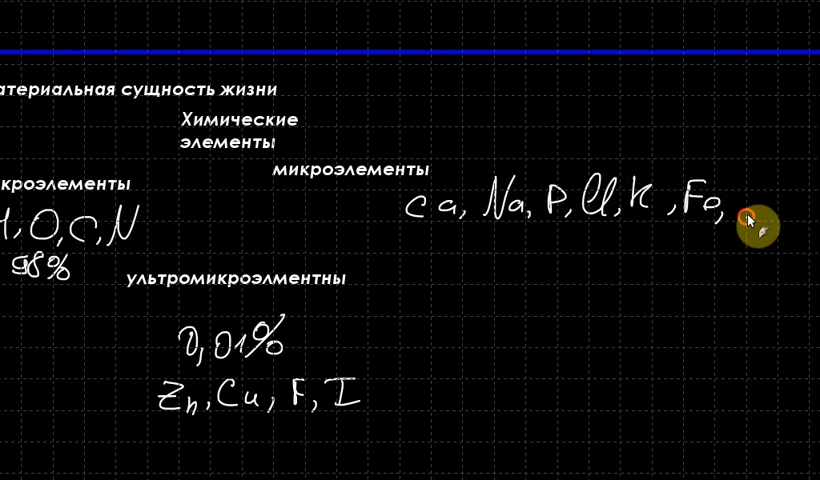 атериальная сущность жизни
Химические
элементы
микроэлементы
Ca, Na, P, Cl, K, Fe,
кроэлементы
H, O, C, N
98%
ультромикроэлментны
0,01%
Zn, Cu, F, I